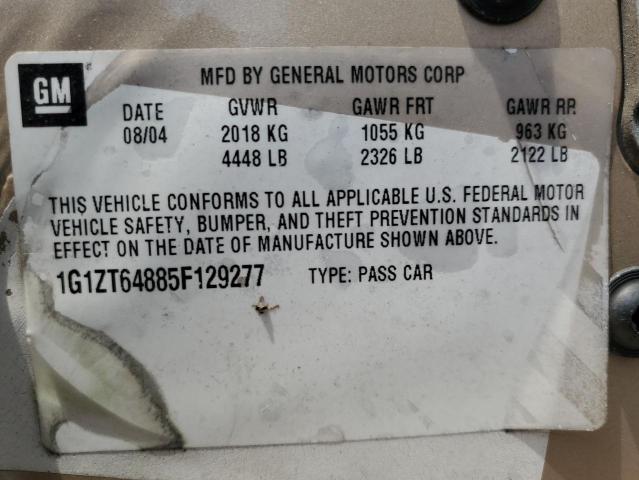 GM
MFD BY GENERAL MOTORS CORP
DATE GVWR GAWR FRT GAWR RR
08/04 2018 KG 1055 KG 963 KG
4448 LB 2326 LB 2122 LB
THIS VEHICLE CONFORMS TO ALL APPLICABLE U.S. FEDERAL MOTOR
VEHICLE SAFETY, BUMPER, AND THEFT PREVENTION STANDARDS IN
EFFECT ON THE DATE OF MANUFACTURE SHOWN ABOVE.
1G1ZT64885F129277 TYPE: PASS CAR